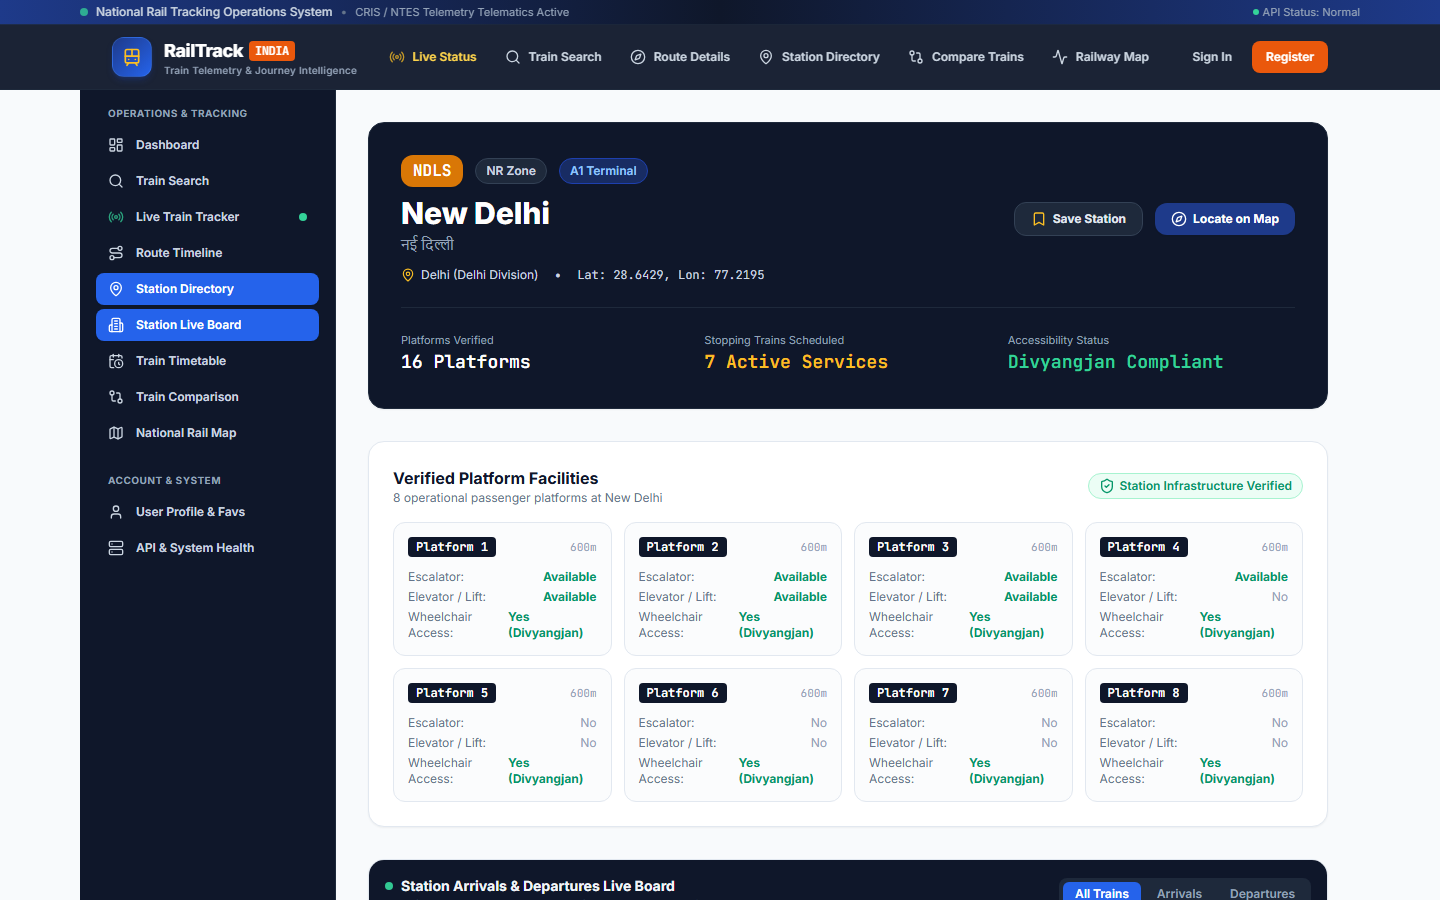 National Rail Tracking Operations System • CRIS / NTES Telemetry Telematics Active
API Status: Normal
RailTrack INDIA
Train Telemetry & Journey Intelligence
Live Status
Train Search
Route Details
Station Directory
Compare Trains
Railway Map
Sign In
Register
OPERATIONS & TRACKING
Dashboard
Train Search
Live Train Tracker
Route Timeline
Station Directory
Station Live Board
Train Timetable
Train Comparison
National Rail Map
ACCOUNT & SYSTEM
User Profile & Favs
API & System Health
NDLS
NR Zone
A1 Terminal
New Delhi
नई दिल्ली
Delhi (Delhi Division) • Lat: 28.6429, Lon: 77.2195
Save Station
Locate on Map
Platforms Verified
16 Platforms
Stopping Trains Scheduled
7 Active Services
Accessibility Status
Divyangjan Compliant
Verified Platform Facilities
8 operational passenger platforms at New Delhi
Station Infrastructure Verified
Platform 1 600m
Escalator: Available
Elevator / Lift: Available
Wheelchair Access: Yes (Divyangjan)
Platform 2 600m
Escalator: Available
Elevator / Lift: Available
Wheelchair Access: Yes (Divyangjan)
Platform 3 600m
Escalator: Available
Elevator / Lift: Available
Wheelchair Access: Yes (Divyangjan)
Platform 4 600m
Escalator: Available
Elevator / Lift: No
Wheelchair Access: Yes (Divyangjan)
Platform 5 600m
Escalator: No
Elevator / Lift: No
Wheelchair Access: Yes (Divyangjan)
Platform 6 600m
Escalator: No
Elevator / Lift: No
Wheelchair Access: Yes (Divyangjan)
Platform 7 600m
Escalator: No
Elevator / Lift: No
Wheelchair Access: Yes (Divyangjan)
Platform 8 600m
Escalator: No
Elevator / Lift: No
Wheelchair Access: Yes (Divyangjan)
Station Arrivals & Departures Live Board
All Trains
Arrivals
Departures